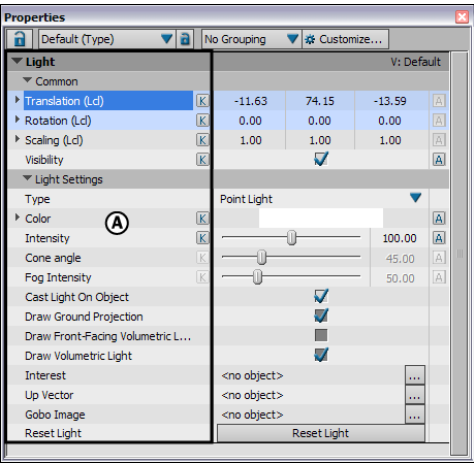 Properties
Default (Type) No Grouping Customize...
Light V: Default
Common
Translation (Lcl) K -11.63 74.15 -13.59 A
Rotation (Lcl) K 0.00 0.00 0.00 A
Scaling (Lcl) K 1.00 1.00 1.00 A
Visibility K A
Light Settings
Type Point Light
Color K A
A
Intensity K 100.00 A
Cone angle K 45.00 A
Fog Intensity K 50.00 A
Cast Light On Object
Draw Ground Projection
Draw Front-Facing Volumetric L...
Draw Volumetric Light
Interest <no object> ...
Up Vector <no object> ...
Gobo Image <no object> ...
Reset Light Reset Light